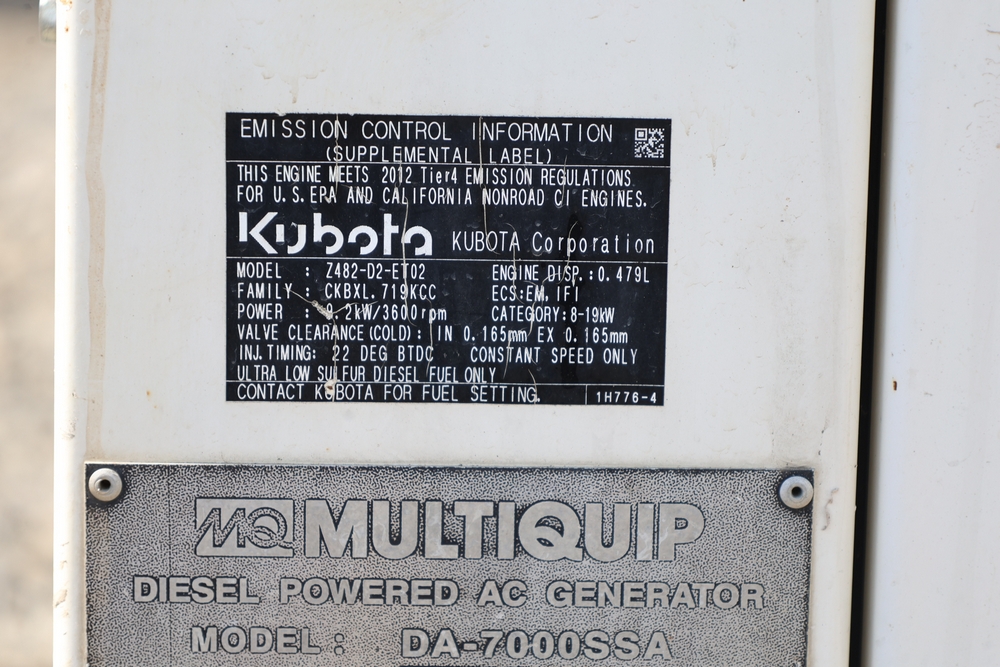 EMISSION CONTROL INFORMATION
(SUPPLEMENTAL LABEL)
THIS ENGINE MEETS 2012 Tier4 EMISSION REGULATIONS
FOR U.S. EPA AND CALIFORNIA NONROAD CI ENGINES.
Kubota KUBOTA Corporation
MODEL : Z482-D2-ET02 ENGINE DISP.:0.479L
FAMILY : CKBXL.719KCC ECS:EM,IFI
POWER : 9.2kW/3600rpm CATEGORY:8-19kW
VALVE CLEARANCE(COLD): IN 0.165mm EX 0.165mm
INJ.TIMING: 22 DEG BTDC CONSTANT SPEED ONLY
ULTRA LOW SULFUR DIESEL FUEL ONLY
CONTACT KUBOTA FOR FUEL SETTING. 1H776-4
MQ MULTIQUIP
DIESEL POWERED AC GENERATOR
MODEL: DA-7000SSA